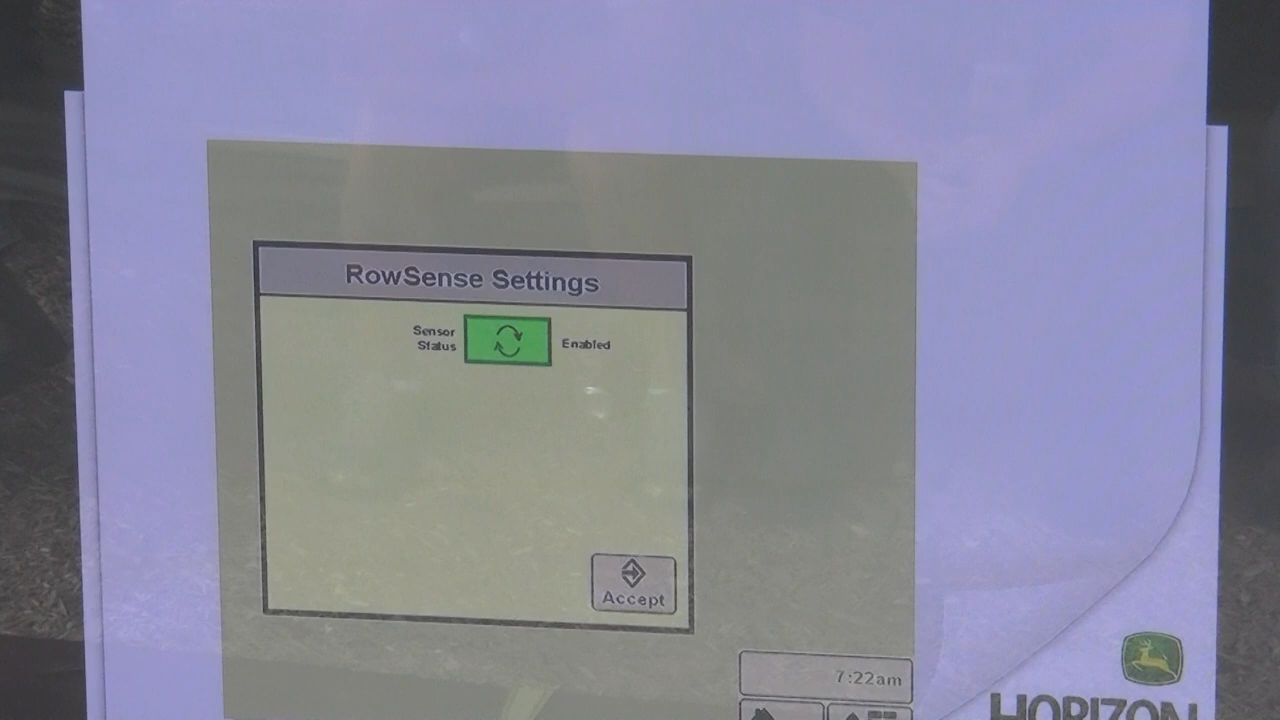 RowSense Settings
Sensor
Status
Enabled
Accept
7:22am
HORIZON